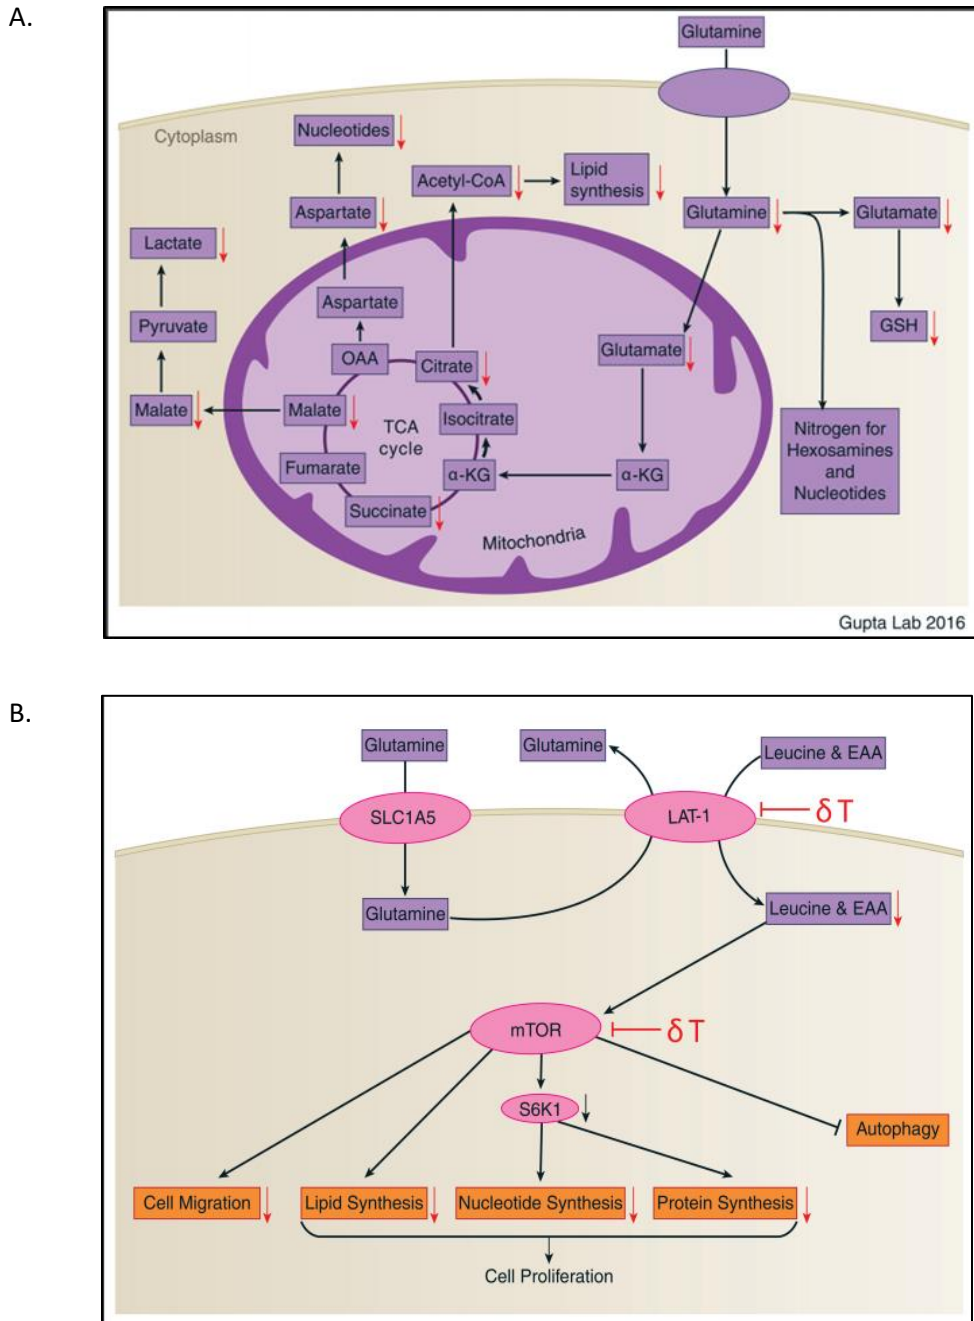 A.
Glutamine
Cytoplasm
Nucleotides
Acetyl-CoA
Lipid
synthesis
Aspartate
Glutamine
Glutamate
Lactate
Aspartate
Pyruvate
GSH
OAA
Citrate
Glutamate
Malate
Malate
TCA
cycle
Isocitrate
Nitrogen for
Hexosamines
and
Nucleotides
Fumarate
α-KG
α-KG
Succinate
Mitochondria
Gupta Lab 2016
B.
Glutamine
Glutamine
Leucine & EAA
SLC1A5
LAT-1
δT
Glutamine
Leucine & EAA
mTOR
δT
S6K1
Autophagy
Cell Migration
Lipid Synthesis
Nucleotide Synthesis
Protein Synthesis
Cell Proliferation